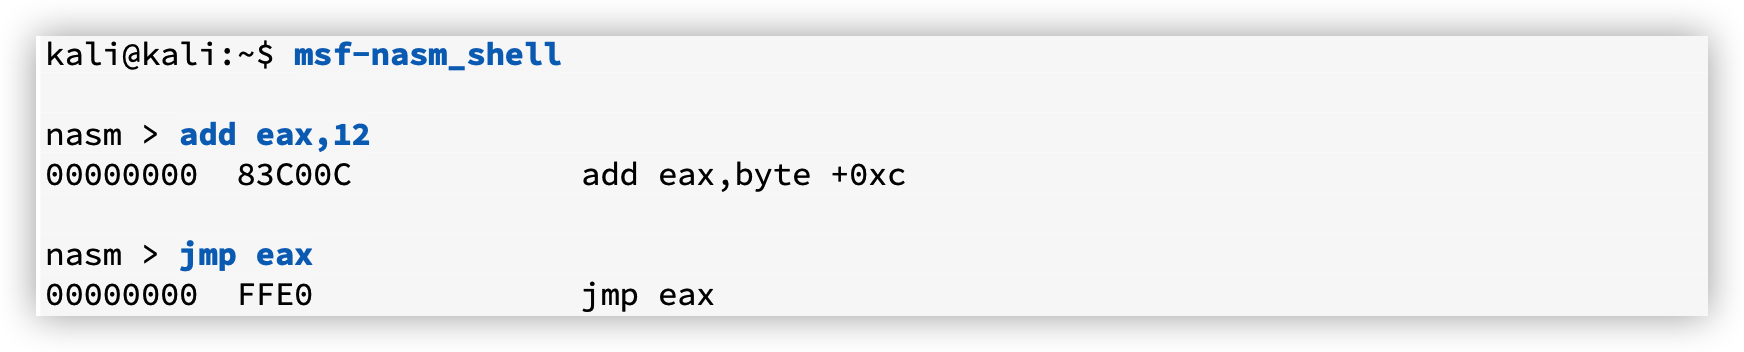 kali@kali:~$ msf-nasm_shell
nasm > add eax,12
00000000  83C00C            add eax,byte +0xc
nasm > jmp eax
00000000  FFE0              jmp eax